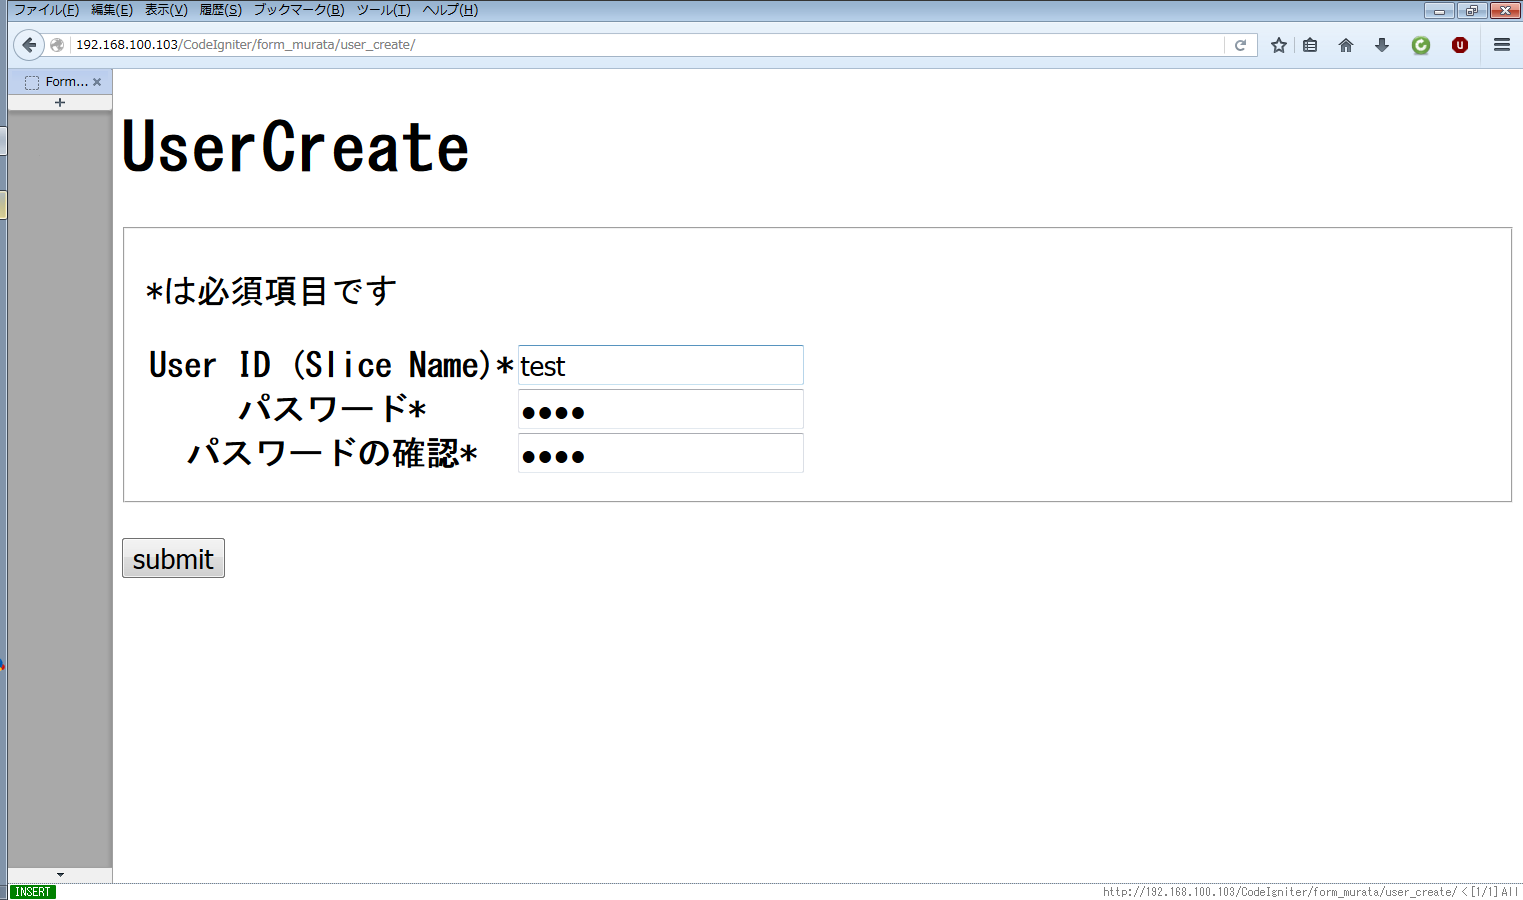 ファイル(F) 編集(E) 表示(V) 履歴(S) ブックマーク(B) ツール(T) ヘルプ(H)
192.168.100.103/CodeIgniter/form_murata/user_create/
Form...
UserCreate
*は必須項目です
User ID (Slice Name)* test
パスワード* ●●●●
パスワードの確認* ●●●●
submit
INSERT http://192.168.100.103/CodeIgniter/form_murata/user_create/ < [1/1] All